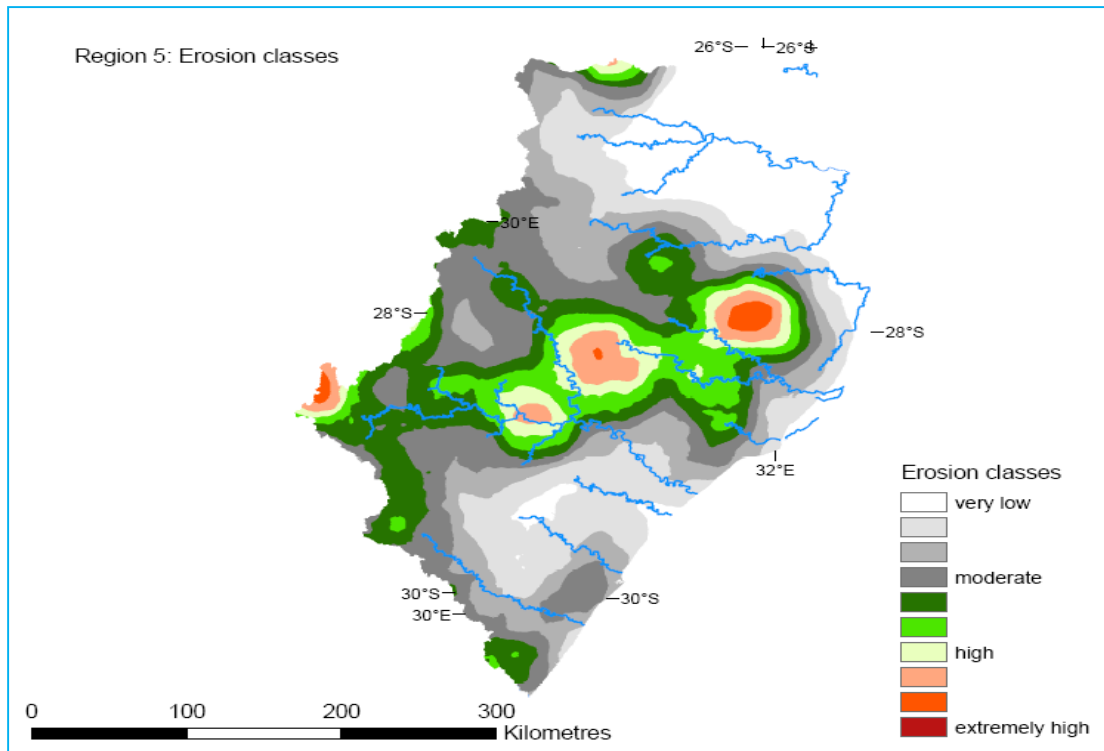 Region 5: Erosion classes
26°S
26°S
30°E
28°S
28°S
32°E
30°S
30°E
30°S
Erosion classes
very low
moderate
high
extremely high
0 100 200 300
Kilometres